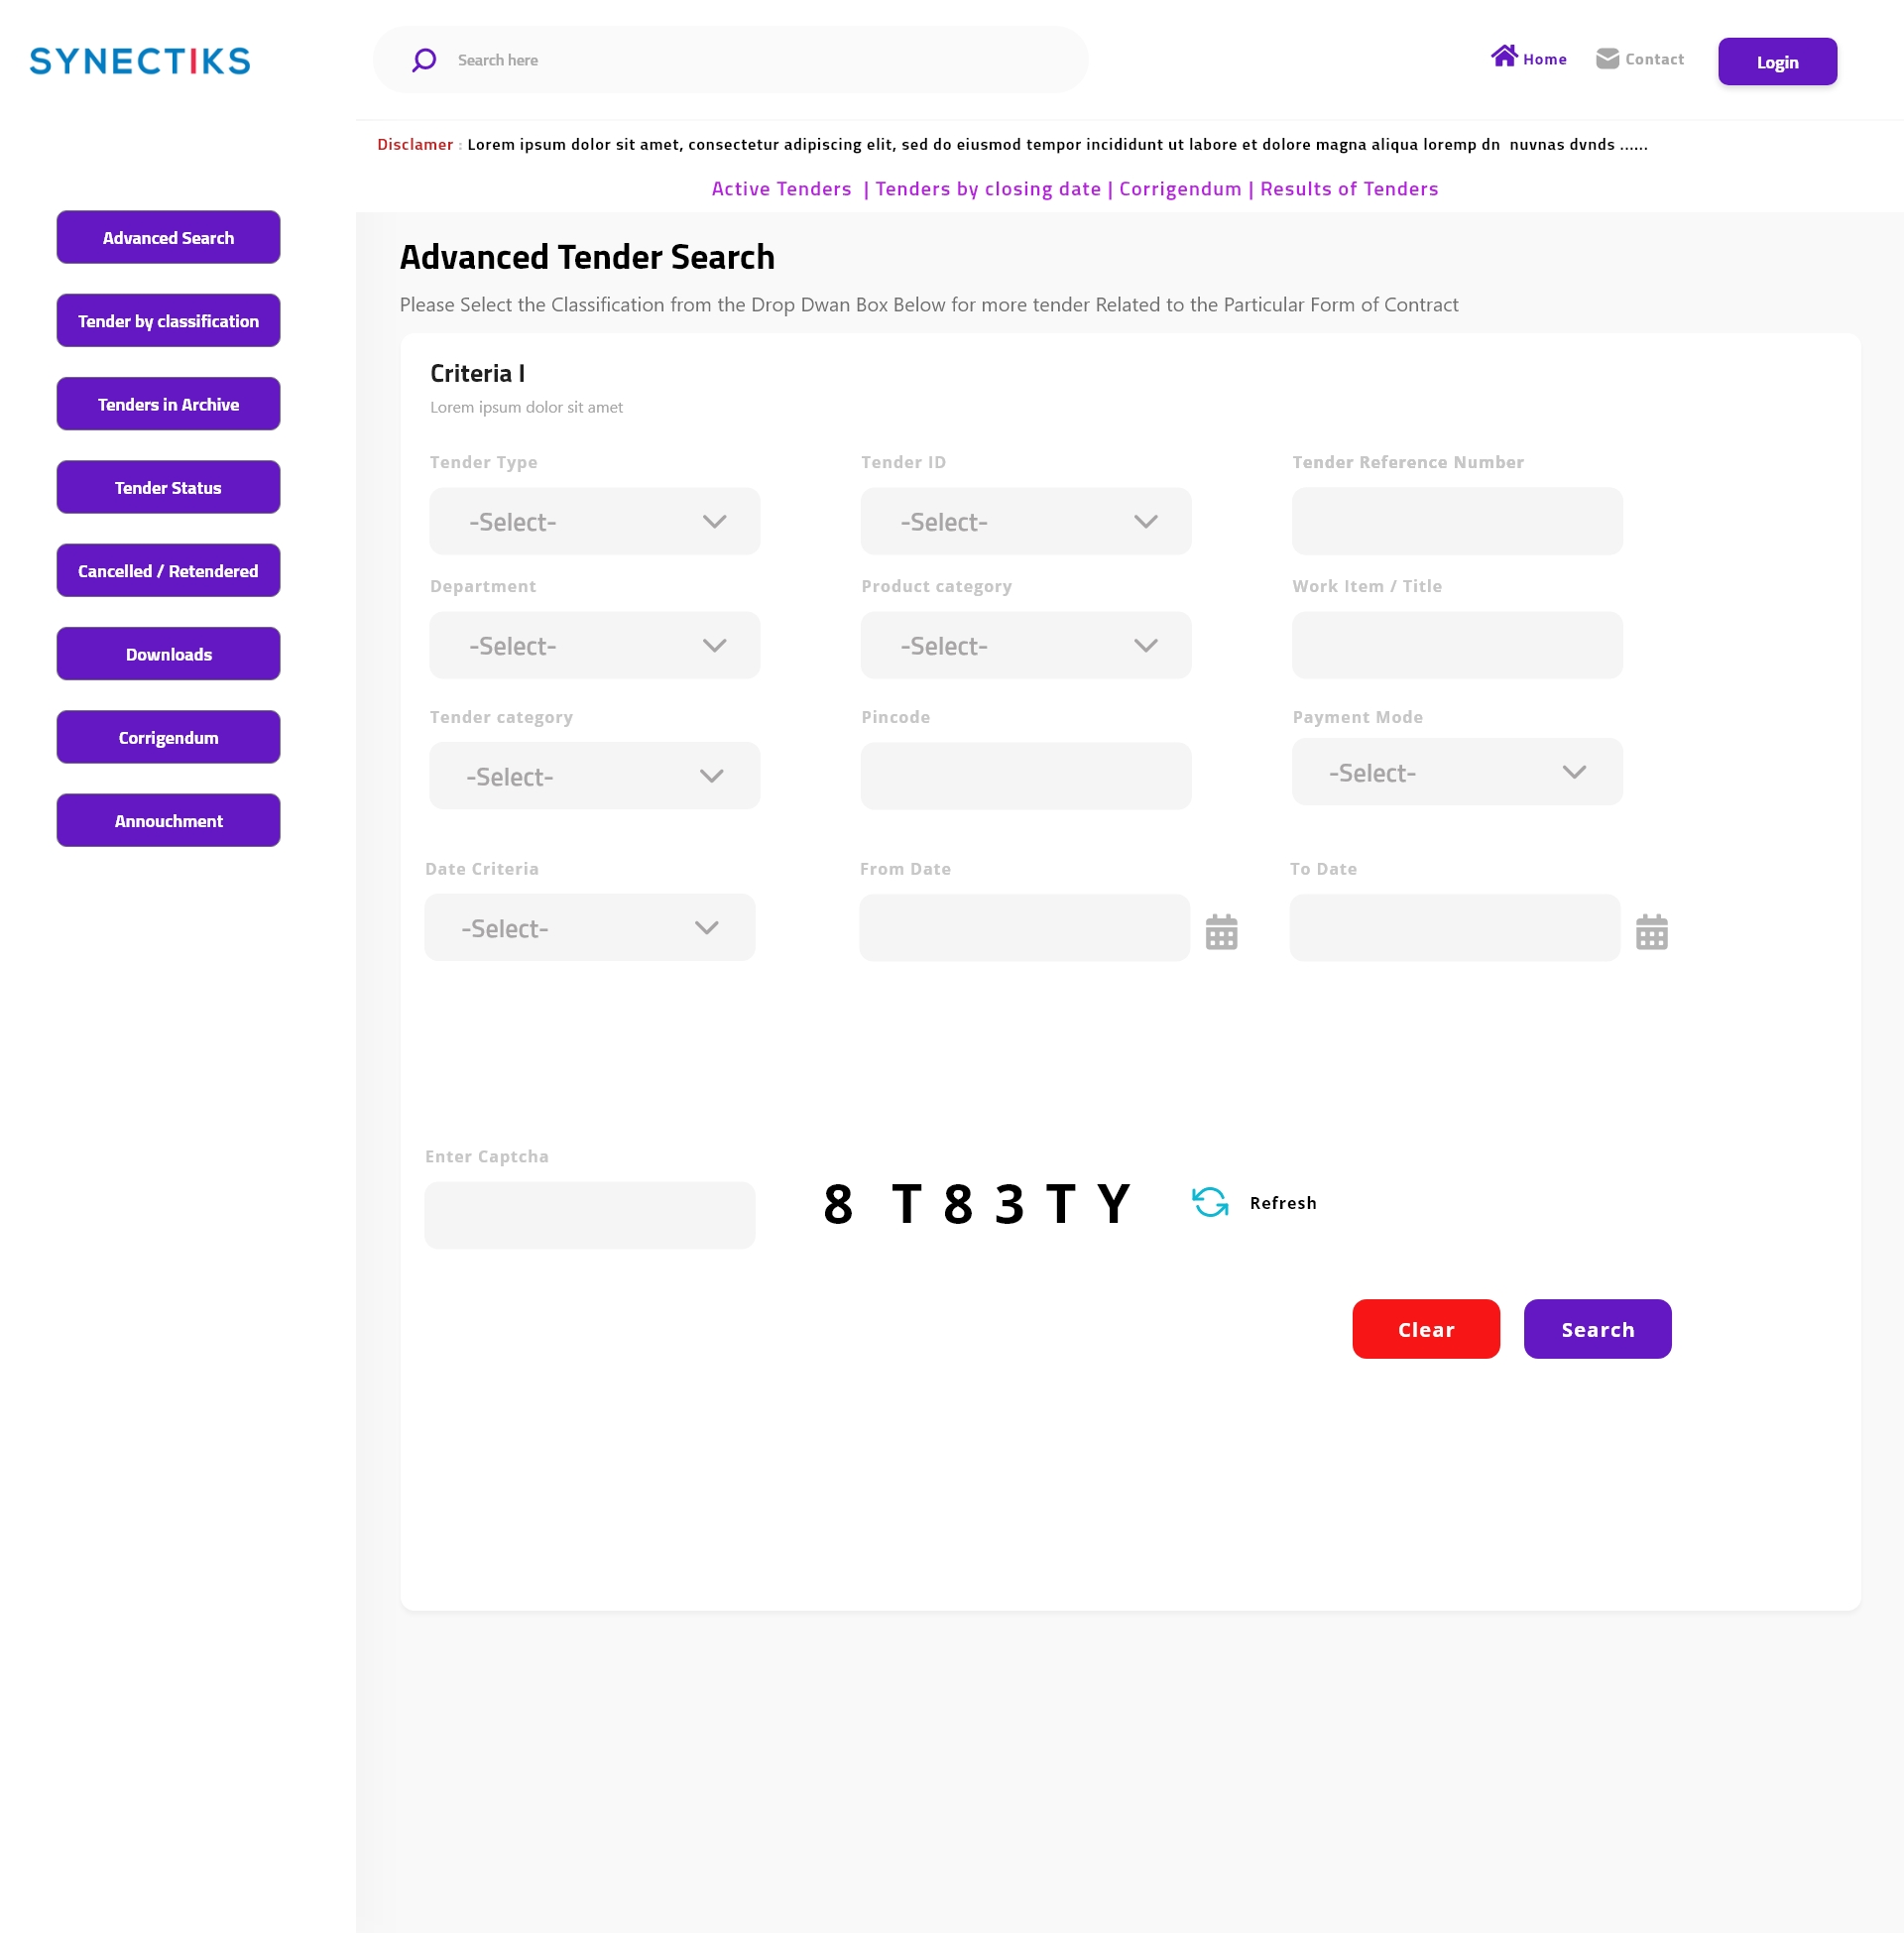 SYNECTIKS
Search here
Home
Contact
Login
Disclamer : Lorem ipsum dolor sit amet, consectetur adipiscing elit, sed do eiusmod tempor incididunt ut labore et dolore magna aliqua loremp dn nuvnas dvnds ......
Active Tenders | Tenders by closing date | Corrigendum | Results of Tenders
Advanced Search
Tender by classification
Tenders in Archive
Tender Status
Cancelled / Retendered
Downloads
Corrigendum
Annouchment
Advanced Tender Search
Please Select the Classification from the Drop Dwan Box Below for more tender Related to the Particular Form of Contract
Criteria I
Lorem ipsum dolor sit amet
Tender Type
-Select-
Tender ID
-Select-
Tender Reference Number
Department
-Select-
Product category
-Select-
Work Item / Title
Tender category
-Select-
Pincode
Payment Mode
-Select-
Date Criteria
-Select-
From Date
To Date
Enter Captcha
8 T 8 3 T Y
Refresh
Clear
Search